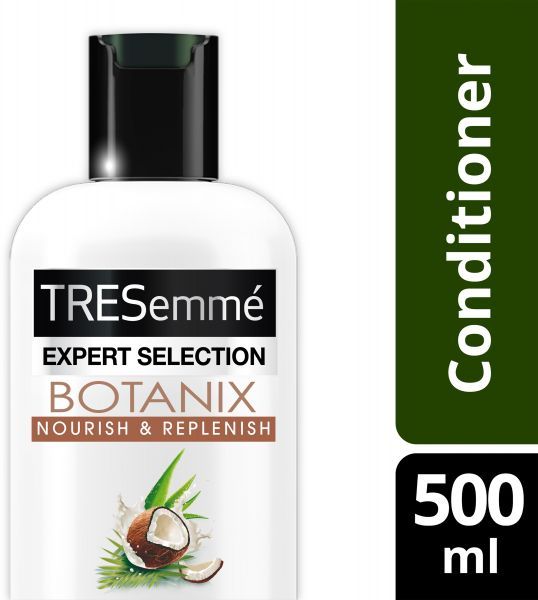 TRESemmé
EXPERT SELECTION
BOTANIX
NOURISH & REPLENISH
Conditioner
500
ml